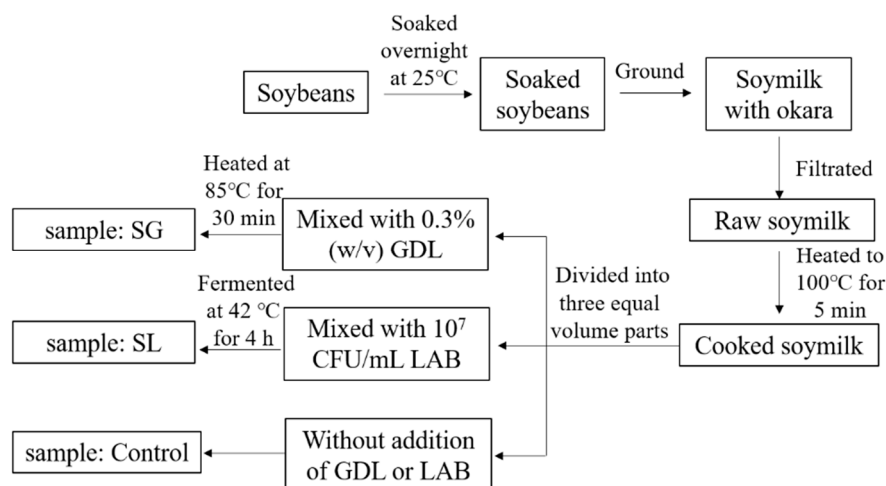 Soybeans
Soaked
overnight
at 25℃
Soaked
soybeans
Ground
Soymilk
with okara
Filtrated
Raw soymilk
Heated to
100℃ for
5 min
Cooked soymilk
Divided into
three equal
volume parts
Mixed with 0.3%
(w/v) GDL
Heated at
85℃ for
30 min
sample: SG
Mixed with 10⁷
CFU/mL LAB
Fermented
at 42 ℃
for 4 h
sample: SL
Without addition
of GDL or LAB
sample: Control